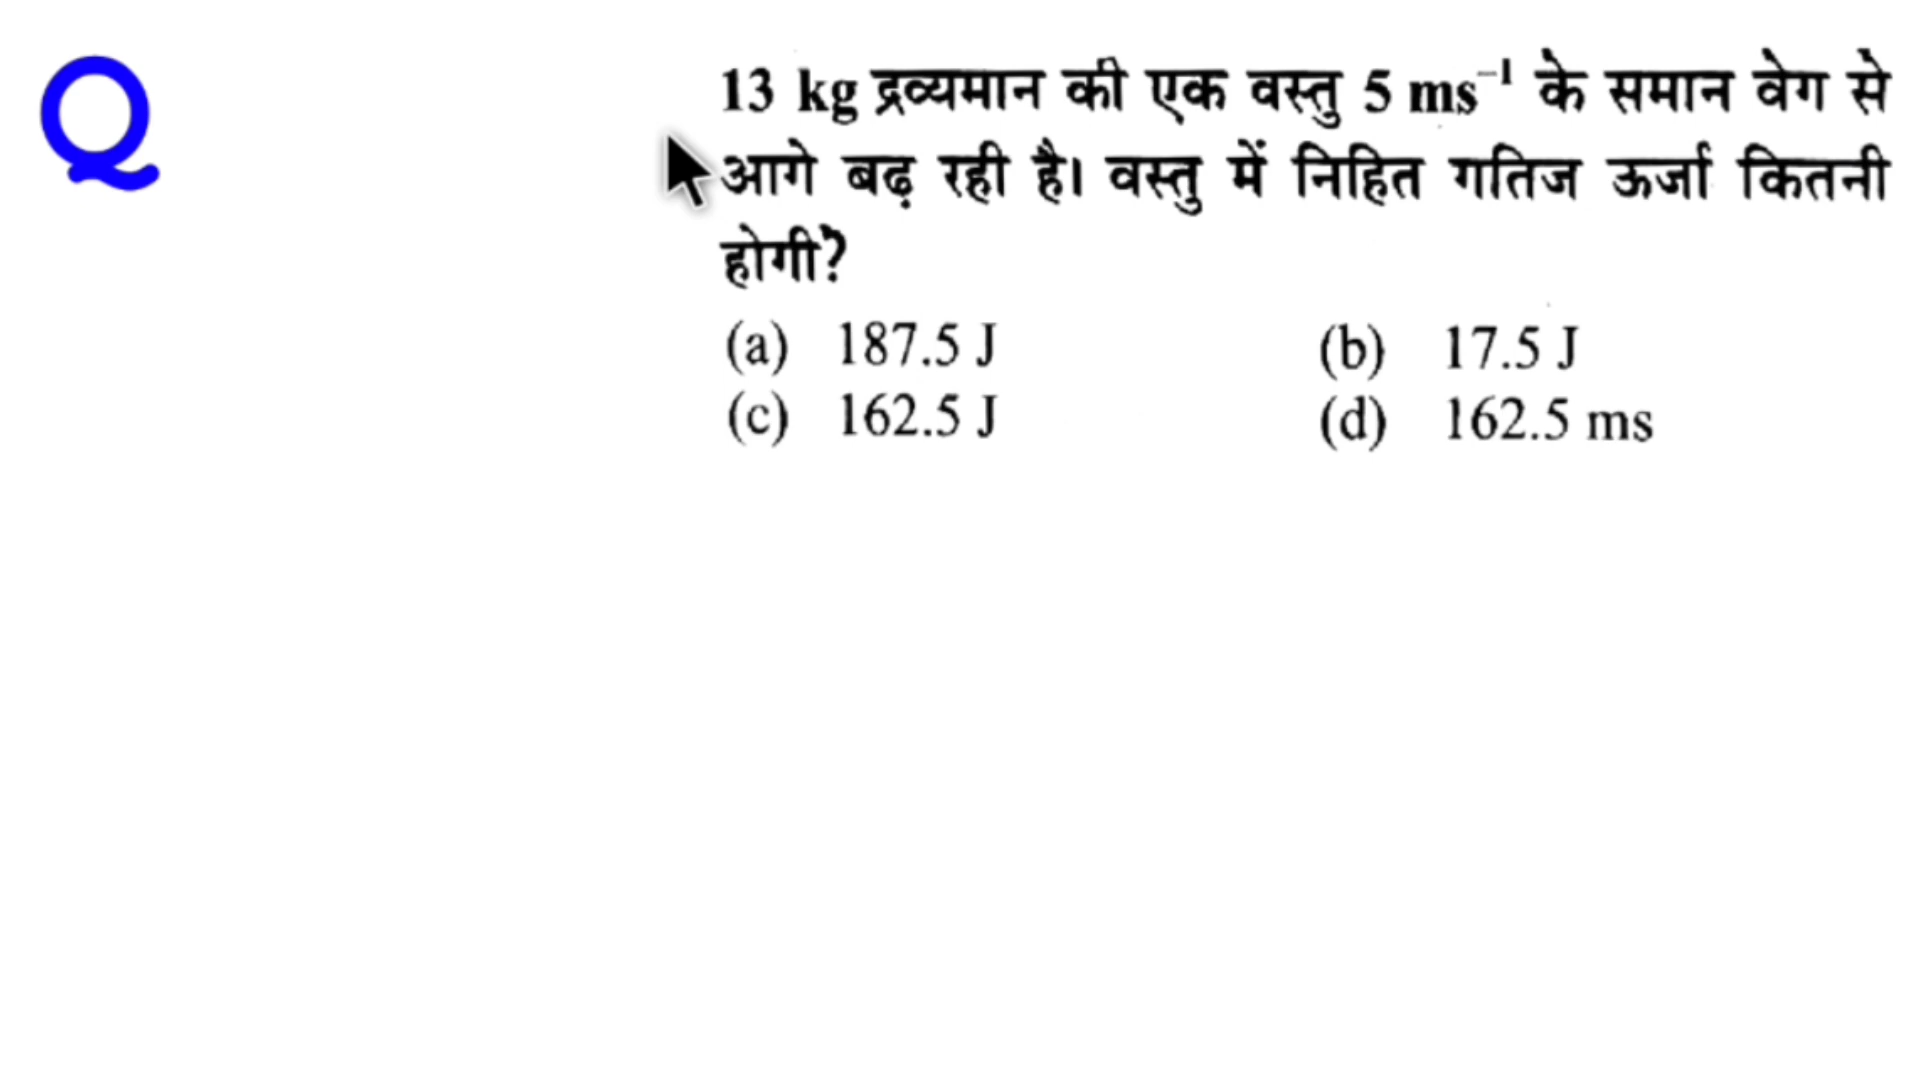 Q
13 kg द्रव्यमान की एक वस्तु 5 ms⁻¹ के समान वेग से
आगे बढ़ रही है। वस्तु में निहित गतिज ऊर्जा कितनी
होगी?
(a) 187.5 J (b) 17.5 J
(c) 162.5 J (d) 162.5 ms